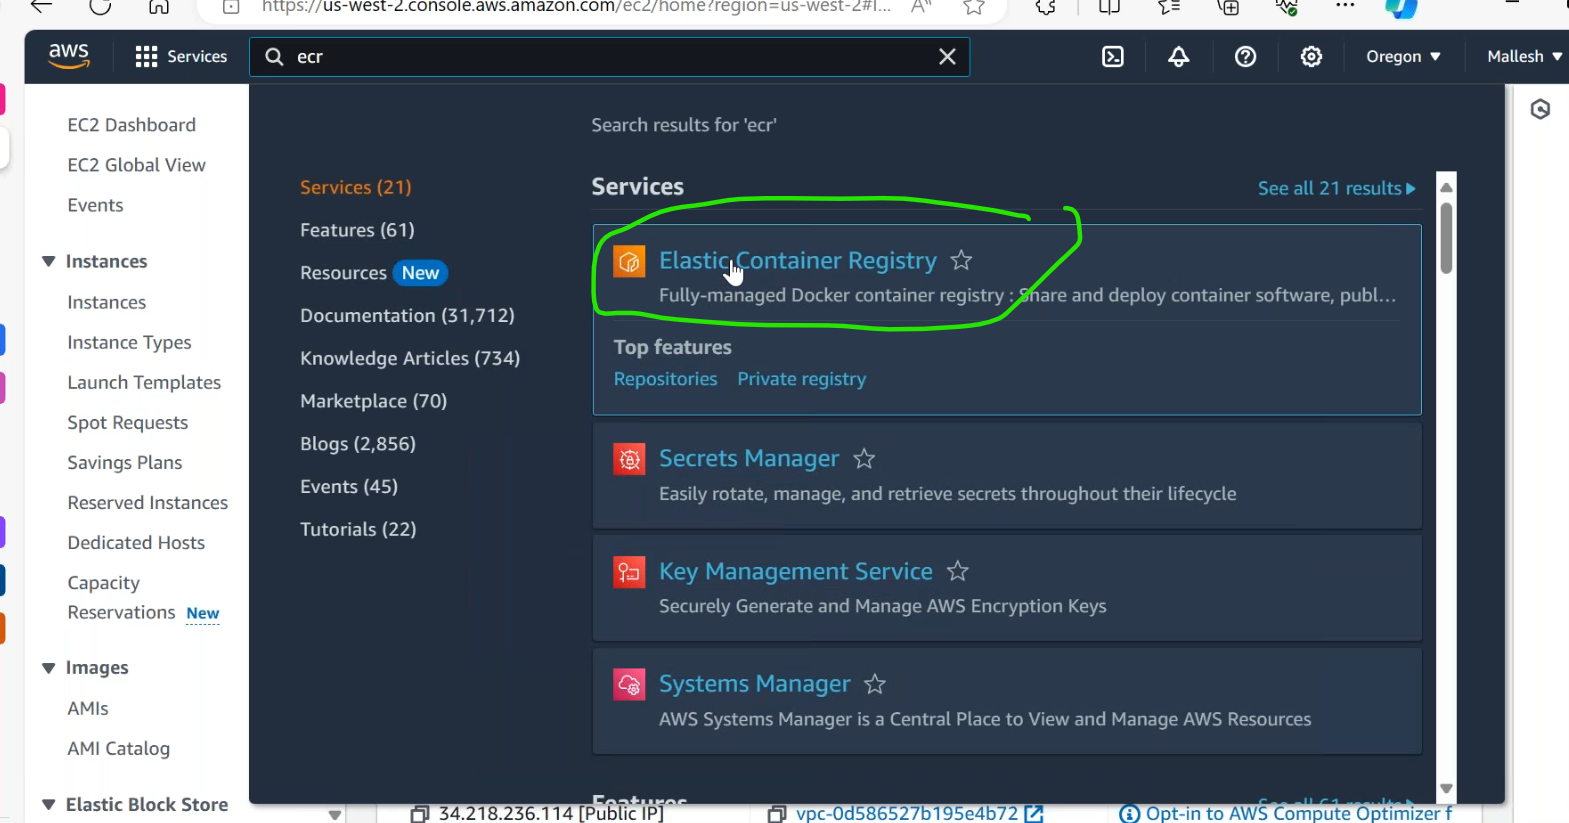 https://us-west-2.console.aws.amazon.com/ec2/home?region=us-west-2#I...
aws
Services
ecr
Oregon
Mallesh
EC2 Dashboard
EC2 Global View
Events
Instances
Instances
Instance Types
Launch Templates
Spot Requests
Savings Plans
Reserved Instances
Dedicated Hosts
Capacity
Reservations New
Images
AMIs
AMI Catalog
Elastic Block Store
Search results for 'ecr'
Services (21)
Features (61)
Resources New
Documentation (31,712)
Knowledge Articles (734)
Marketplace (70)
Blogs (2,856)
Events (45)
Tutorials (22)
Services
See all 21 results
Elastic Container Registry
Fully-managed Docker container registry : Share and deploy container software, publ...
Top features
Repositories Private registry
Secrets Manager
Easily rotate, manage, and retrieve secrets throughout their lifecycle
Key Management Service
Securely Generate and Manage AWS Encryption Keys
Systems Manager
AWS Systems Manager is a Central Place to View and Manage AWS Resources
Features
See all 61 results
34.218.236.114 [Public IP]
vpc-0d586527b195e4b72
Opt-in to AWS Compute Optimizer f